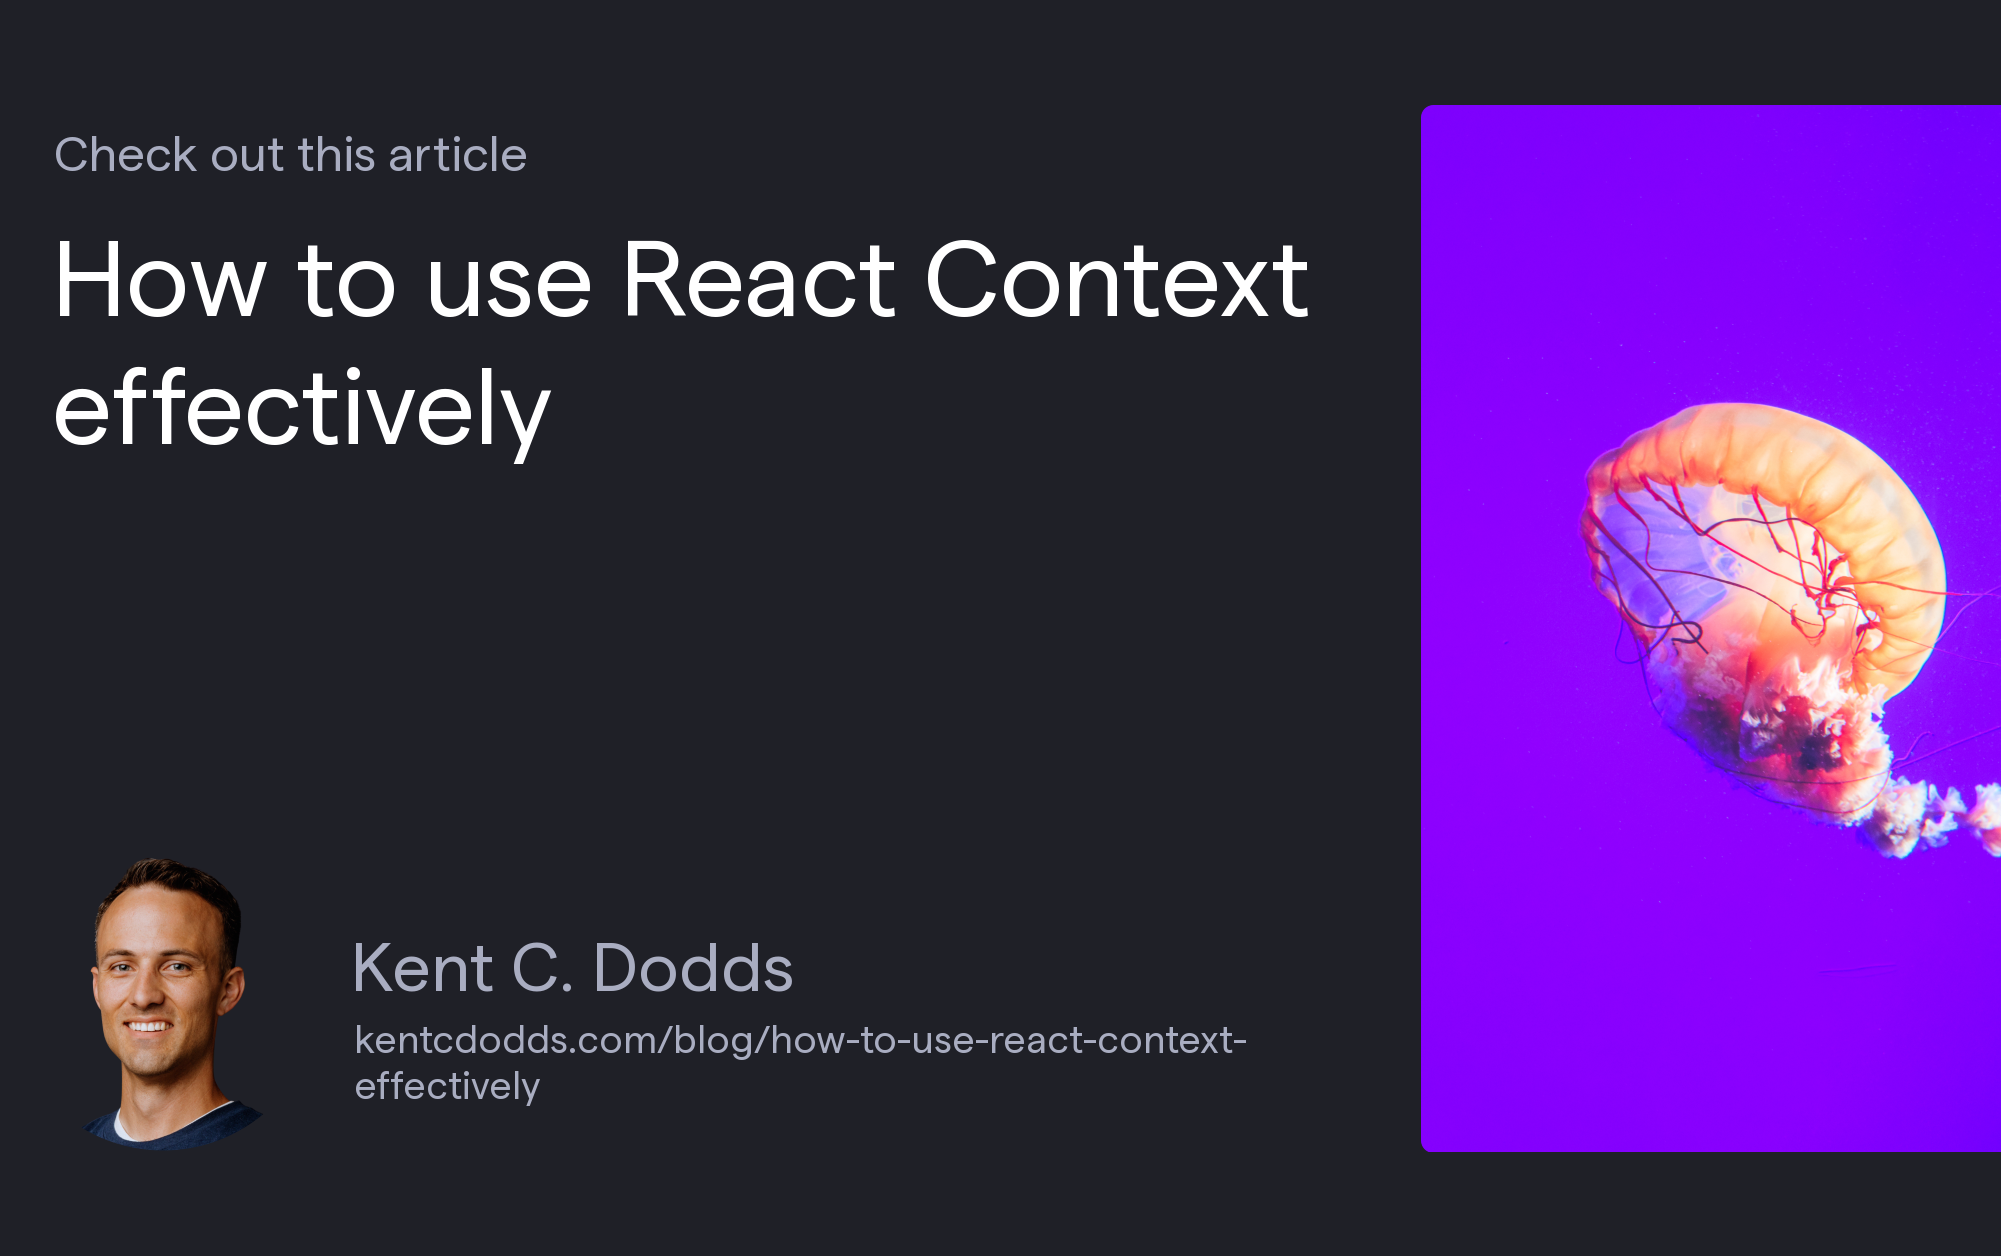 Check out this article
How to use React Context
effectively
Kent C. Dodds
kentcdodds.com/blog/how-to-use-react-context-
effectively